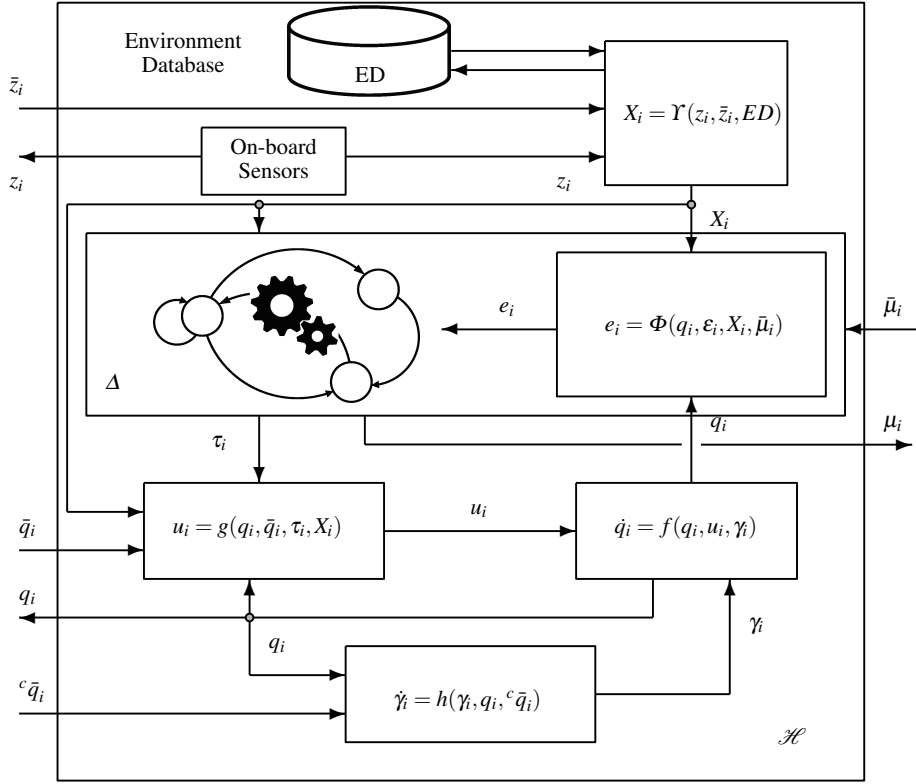 Environment
Database
ED
z̄ᵢ
Xᵢ = ϒ(zᵢ, z̄ᵢ, ED)
On-board
Sensors
zᵢ
zᵢ
Xᵢ
eᵢ
eᵢ = Φ(qᵢ, εᵢ, Xᵢ, μ̄ᵢ)
μ̄ᵢ
Δ
τᵢ
qᵢ
μᵢ
q̄ᵢ
uᵢ = g(qᵢ, q̄ᵢ, τᵢ, Xᵢ)
uᵢ
q̇ᵢ = f(qᵢ, uᵢ, γᵢ)
qᵢ
qᵢ
γᵢ
ᶜq̄ᵢ
γ̇ᵢ = h(γᵢ, qᵢ, ᶜq̄ᵢ)
ℋ